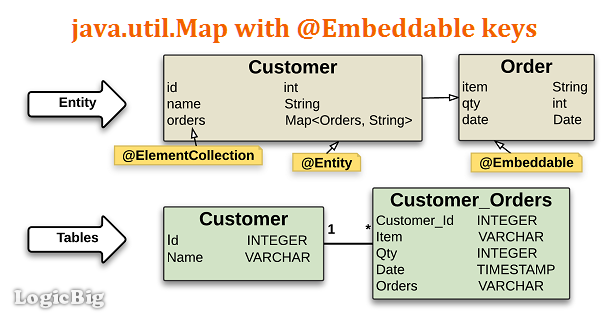 java.util.Map with @Embeddable keys
Entity
Customer
id int
name String
orders Map<Orders, String>
Order
item String
qty int
date Date
@ElementCollection
@Entity
@Embeddable
Tables
Customer
Id INTEGER
Name VARCHAR
1
*
Customer_Orders
Customer_Id INTEGER
Item VARCHAR
Qty INTEGER
Date TIMESTAMP
Orders VARCHAR
LogicBig